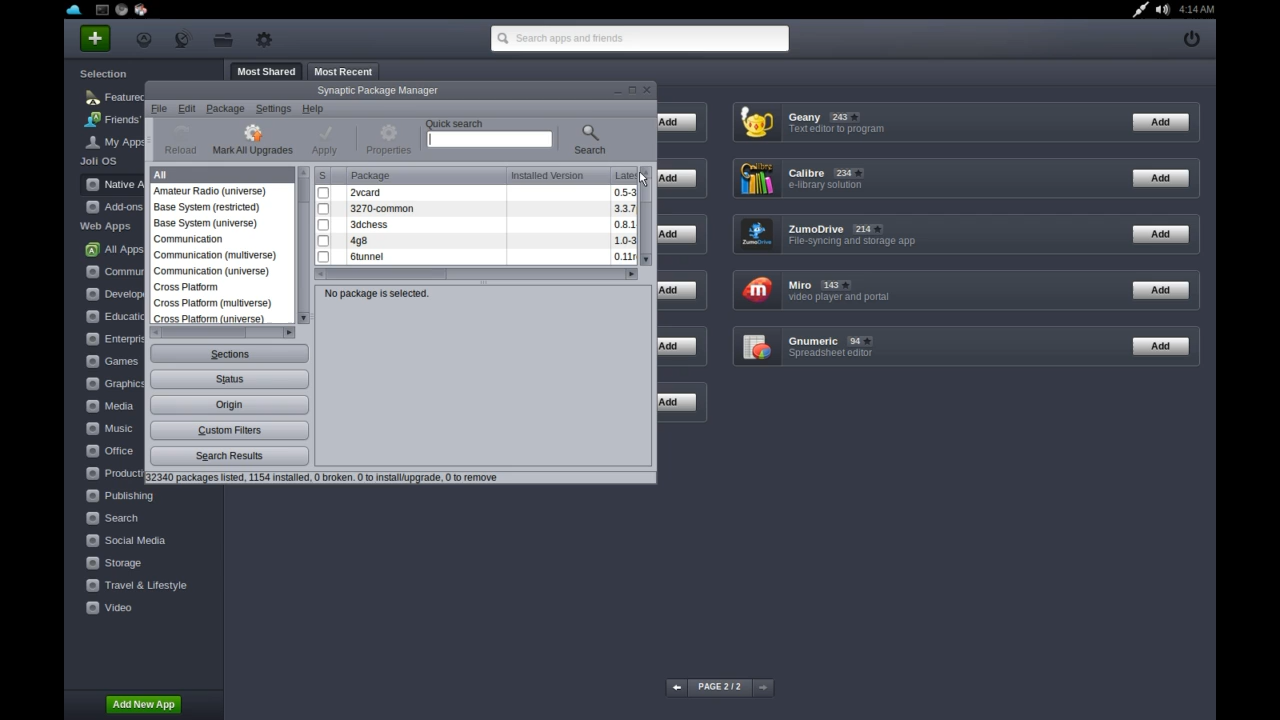 4:14 AM
Search apps and friends
Selection
Most Shared
Most Recent
Featured
Friends'
My Apps
Joli OS
Native A
Add-ons
Web Apps
All Apps
Commun
Develop
Educatio
Enterpris
Games
Graphics
Media
Music
Office
Producti
Publishing
Search
Social Media
Storage
Travel & Lifestyle
Video
Add New App
Synaptic Package Manager
File Edit Package Settings Help
Reload
Mark All Upgrades
Apply
Properties
Quick search
Search
All
Amateur Radio (universe)
Base System (restricted)
Base System (universe)
Communication
Communication (multiverse)
Communication (universe)
Cross Platform
Cross Platform (multiverse)
Cross Platform (universe)
Sections
Status
Origin
Custom Filters
Search Results
S Package Installed Version Lates
2vcard 0.5-3
3270-common 3.3.7
3dchess 0.8.1
4g8 1.0-3
6tunnel 0.11r
No package is selected.
32340 packages listed, 1154 installed, 0 broken. 0 to install/upgrade, 0 to remove
Add
Add
Add
Add
Add
Add
Geany 243
Text editor to program
Add
Calibre 234
e-library solution
Add
ZumoDrive 214
File-syncing and storage app
Add
Miro 143
video player and portal
Add
Gnumeric 94
Spreadsheet editor
Add
PAGE 2 / 2